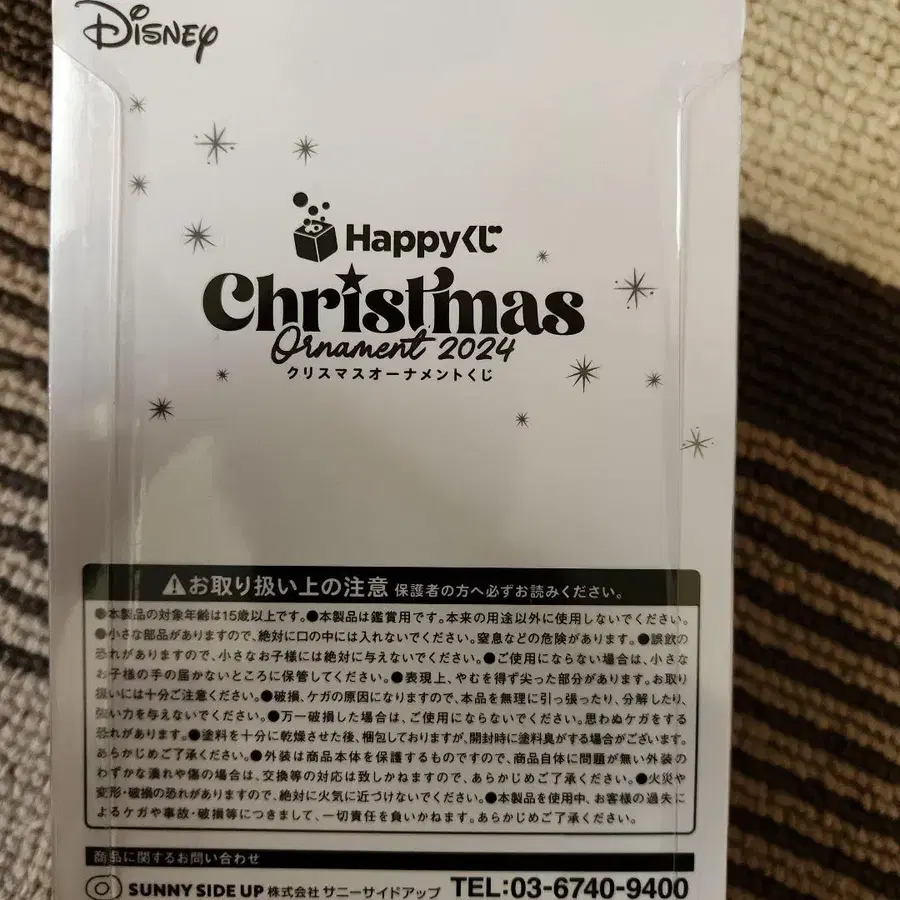 Disney
Happyくじ
Christmas
Ornament 2024
クリスマスオーナメントくじ
お取り扱い上の注意 保護者の方へ必ずお読みください。
●本製品の対象年齢は15歳以上です。●本製品は鑑賞用です。本来の用途以外に使用しないでください。
●小さな部品がありますので、絶対に口の中には入れないでください。窒息などの危険があります。●誤飲の
恐れがありますので、小さなお子様には絶対に与えないでください。●ご使用にならない場合は、小さな
お子様の手の届かないところに保管してください。●表現上、やむを得ず尖った部分があります。お取り
扱いには十分ご注意ください。●破損、ケガの原因になりますので、本品を無理に引っ張ったり、分解したり、
強い力を与えないでください。●万一破損した場合は、ご使用にならないでください。思わぬケガをする
恐れがあります。●塗料を十分に乾燥させた後、梱包しておりますが、開封時に塗料臭がする場合がございます。
あらかじめご了承ください。●外装は商品本体を保護するものですので、商品自体に問題が無い外装の
わずかな潰れや傷の場合は、交換等の対応は致しかねますので、あらかじめご了承ください。●火災や
変形・破損の恐れがありますので、絶対に火気に近づけないでください。●本製品を使用中、お客様の過失に
よるケガや事故・破損等につきまして、一切責任を負いかねます。あらかじめご了承ください。
商品に関するお問い合わせ
SUNNY SIDE UP 株式会社 サニーサイドアップ TEL:03-6740-9400